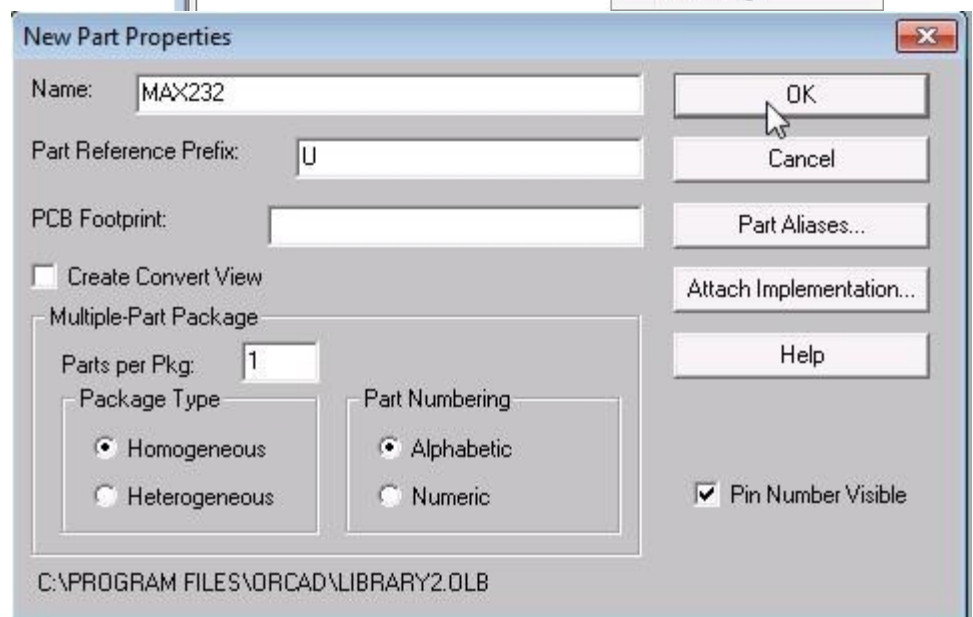 New Part Properties
Name: MAX232
OK
Part Reference Prefix: U
Cancel
PCB Footprint:
Part Aliases...
Create Convert View
Attach Implementation...
Multiple-Part Package
Parts per Pkg: 1
Help
Package Type
Part Numbering
Homogeneous
Alphabetic
Heterogeneous
Numeric
Pin Number Visible
C:\PROGRAM FILES\ORCAD\LIBRARY2.OLB